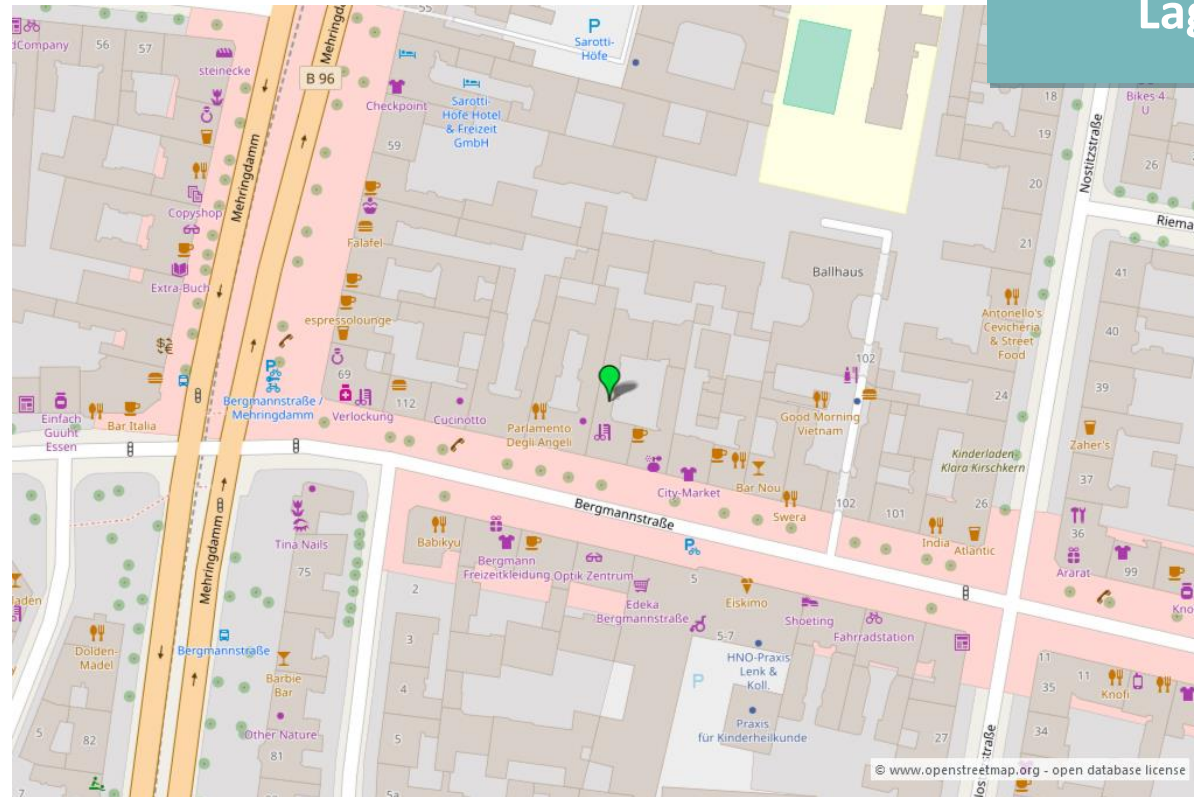 Lag
dCompany
56
57
55
steinecke
B 96
Mehringd
Mehringdamm
Checkpoint
59
Sarotti-
Höfe Hotel
& Freizeit
GmbH
P
Sarotti-
Höfe
18
19
20
21
Bikes 4
U
26
Nostitzstraße
Riema
Copyshop
Falafel
Extra-Buch
espressolounge
Ballhaus
Antonello's
Cevicheria
& Street
Food
41
40
39
37
36
24
102
69
112
P
Bergmannstraße /
Mehringdamm
Verlockung
Cucinotto
Parlamento
Degli Angeli
Good Morning
Vietnam
Kinderladen
Klara Kirschkern
Zaher's
Einfach
Guuht
Essen
Bar Italia
City-Market
Bar Nou
Swera
102
101
26
India
Atlantic
Ararat
99
Kno
Bergmannstraße
Tina Nails
75
Babikyu
Bergmann
Freizeitkleidung
Optik Zentrum
P
2
3
4
5
5a
Edeka
Bergmannstraße
5
5-7
Eiskimo
Shoeting
Fahrradstation
HNO-Praxis
Lenk &
Koll.
P
Praxis
für Kinderheilkunde
Mehringdamm
laden
Dolden-
Mädel
Bergmannstraße
Barbie
Bar
Other Nature
81
82
5
7
11
11
35
34
27
Knofi
straße
© www.openstreetmap.org - open database license